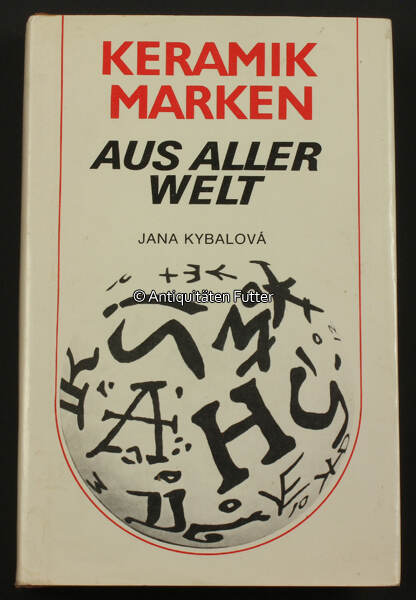 KERAMIK
MARKEN
AUS ALLER
WELT
JANA KYBALOVÁ
© Antiquitäten Futter